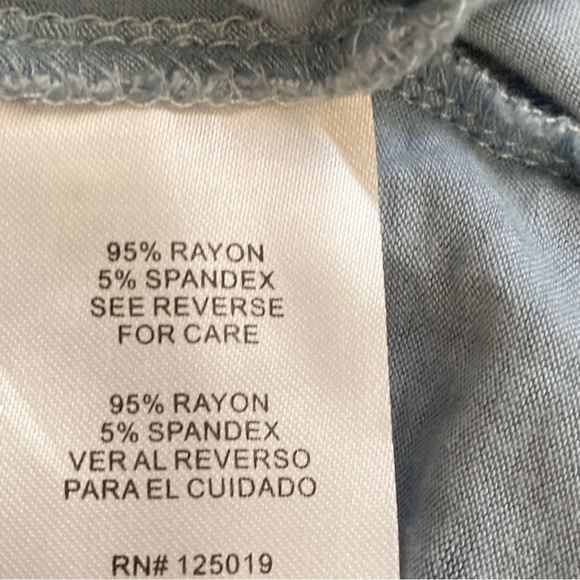 95% RAYON
5% SPANDEX
SEE REVERSE
FOR CARE
95% RAYON
5% SPANDEX
VER AL REVERSO
PARA EL CUIDADO
RN# 125019